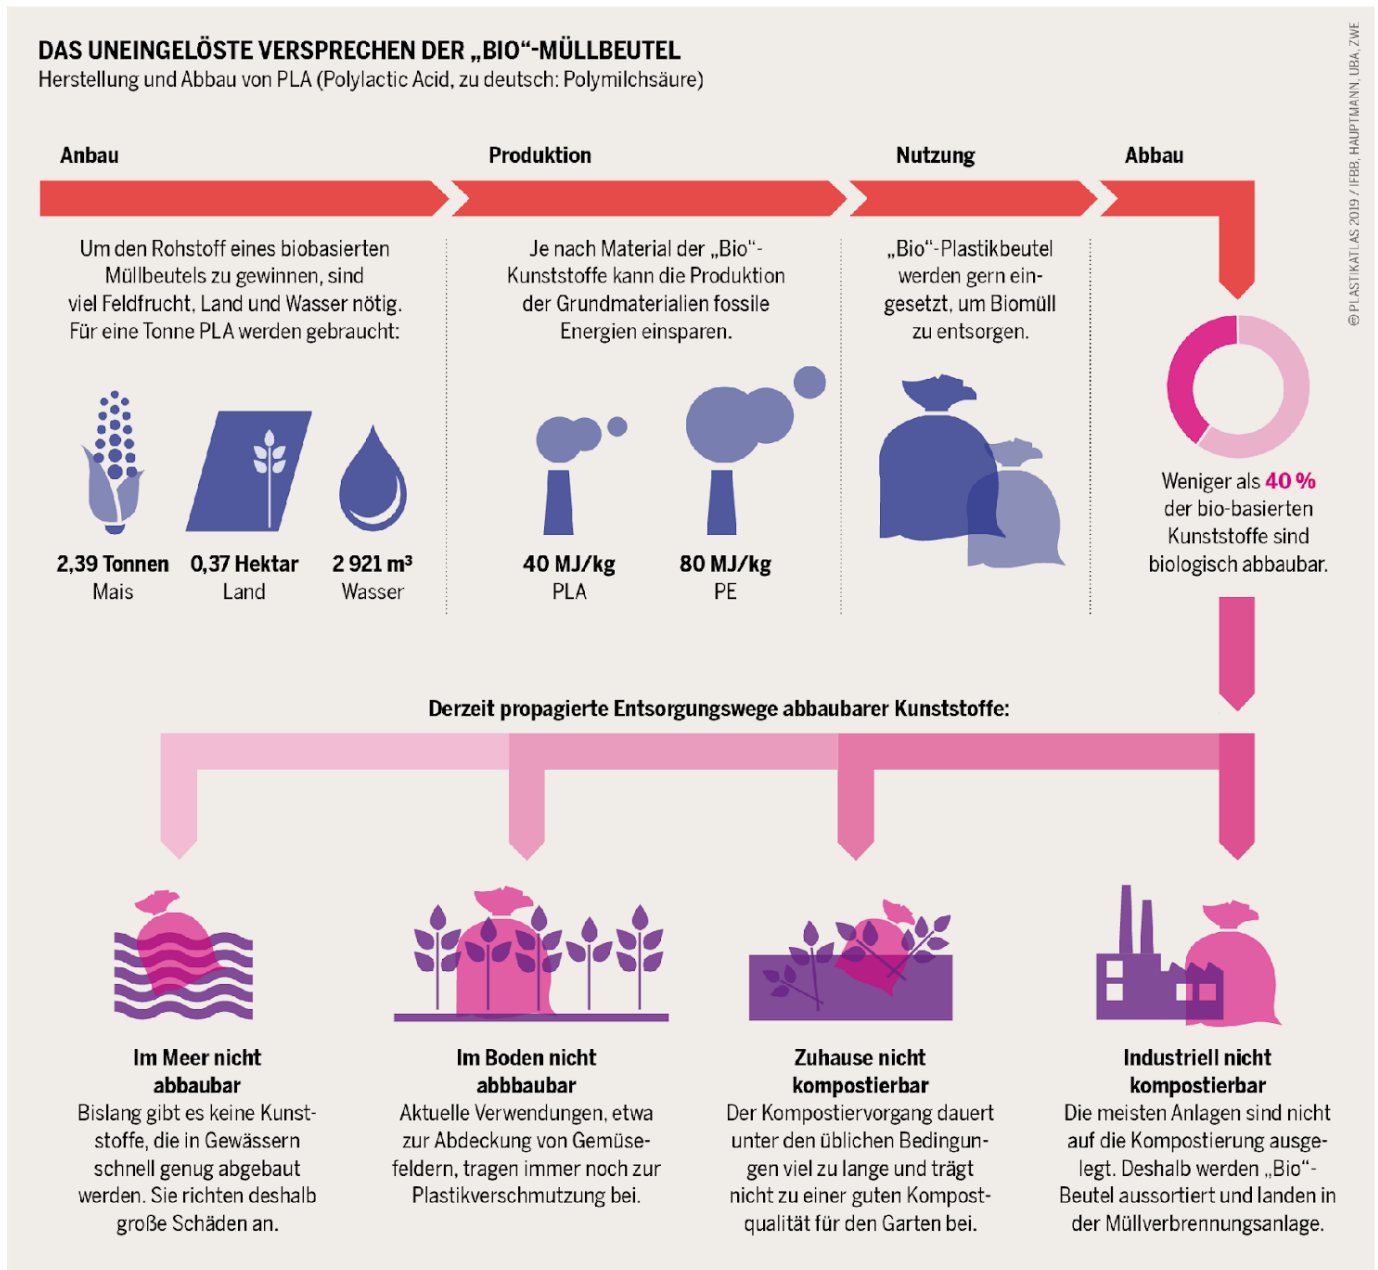 DAS UNEINGELÖSTE VERSPRECHEN DER „BIO“-MÜLLBEUTEL
Herstellung und Abbau von PLA (Polylactic Acid, zu deutsch: Polymilchsäure)
Anbau
Um den Rohstoff eines biobasierten
Müllbeutels zu gewinnen, sind
viel Feldfrucht, Land und Wasser nötig.
Für eine Tonne PLA werden gebraucht:
2,39 Tonnen
Mais
0,37 Hektar
Land
2 921 m³
Wasser
Produktion
Je nach Material der „Bio“-
Kunststoffe kann die Produktion
der Grundmaterialien fossile
Energien einsparen.
40 MJ/kg
PLA
80 MJ/kg
PE
Nutzung
„Bio“-Plastikbeutel
werden gern ein-
gesetzt, um Biomüll
zu entsorgen.
Abbau
Weniger als 40 %
der bio-basierten
Kunststoffe sind
biologisch abbaubar.
Derzeit propagierte Entsorgungswege abbaubarer Kunststoffe:
Im Meer nicht
abbaubar
Bislang gibt es keine Kunst-
stoffe, die in Gewässern
schnell genug abgebaut
werden. Sie richten deshalb
große Schäden an.
Im Boden nicht
abbbaubar
Aktuelle Verwendungen, etwa
zur Abdeckung von Gemüse-
feldern, tragen immer noch zur
Plastikverschmutzung bei.
Zuhause nicht
kompostierbar
Der Kompostiervorgang dauert
unter den üblichen Bedingun-
gen viel zu lange und trägt
nicht zu einer guten Kompost-
qualität für den Garten bei.
Industriell nicht
kompostierbar
Die meisten Anlagen sind nicht
auf die Kompostierung ausge-
legt. Deshalb werden „Bio“-
Beutel aussortiert und landen in
der Müllverbrennungsanlage.
PLASTIKATLAS 2019 / IFBB, HAUPTMANN, UBA, ZWE